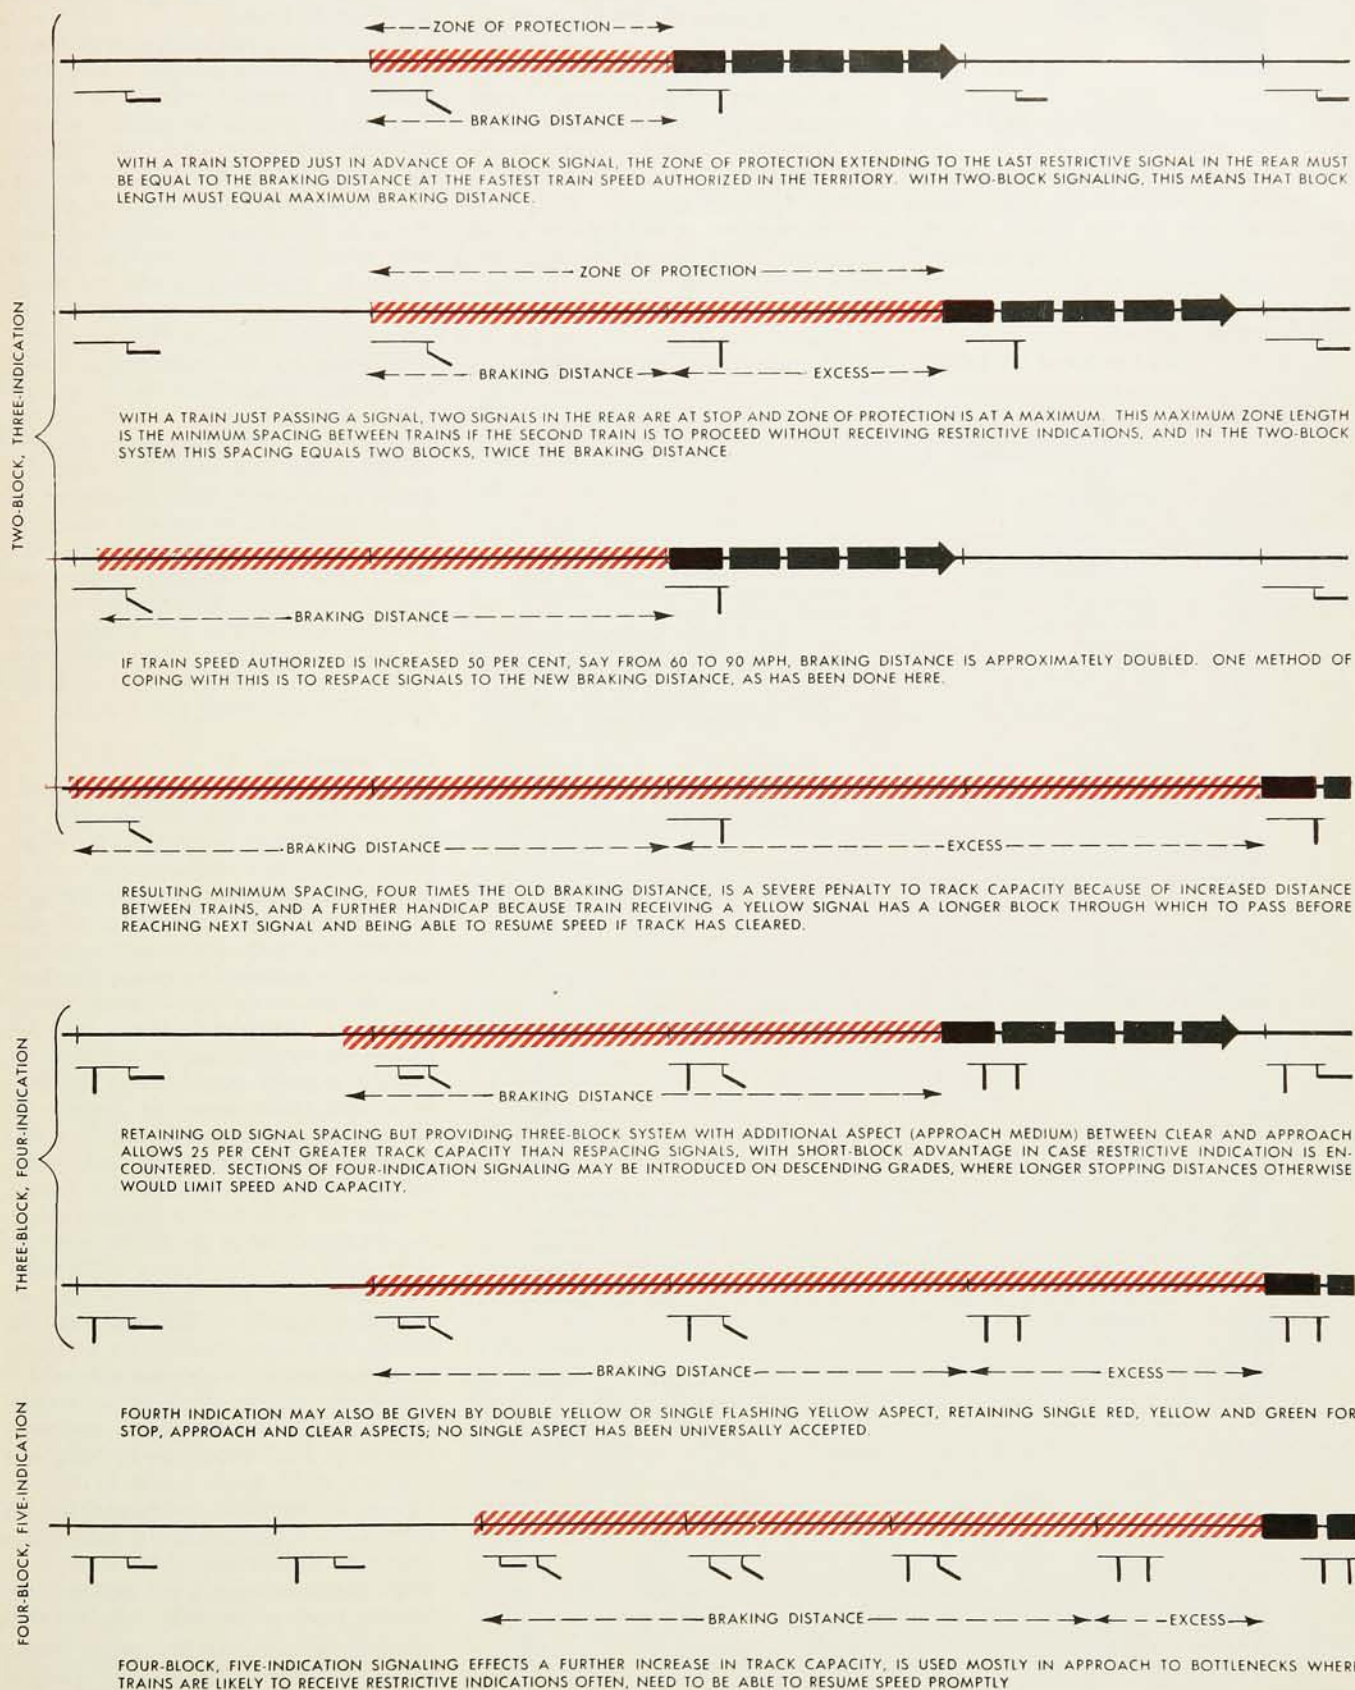 ZONE OF PROTECTION
BRAKING DISTANCE
WITH A TRAIN STOPPED JUST IN ADVANCE OF A BLOCK SIGNAL, THE ZONE OF PROTECTION EXTENDING TO THE LAST RESTRICTIVE SIGNAL IN THE REAR MUST
BE EQUAL TO THE BRAKING DISTANCE AT THE FASTEST TRAIN SPEED AUTHORIZED IN THE TERRITORY. WITH TWO-BLOCK SIGNALING, THIS MEANS THAT BLOCK
LENGTH MUST EQUAL MAXIMUM BRAKING DISTANCE.
TWO-BLOCK, THREE-INDICATION
ZONE OF PROTECTION
BRAKING DISTANCE
EXCESS
WITH A TRAIN JUST PASSING A SIGNAL, TWO SIGNALS IN THE REAR ARE AT STOP AND ZONE OF PROTECTION IS AT A MAXIMUM. THIS MAXIMUM ZONE LENGTH
IS THE MINIMUM SPACING BETWEEN TRAINS IF THE SECOND TRAIN IS TO PROCEED WITHOUT RECEIVING RESTRICTIVE INDICATIONS, AND IN THE TWO-BLOCK
SYSTEM THIS SPACING EQUALS TWO BLOCKS, TWICE THE BRAKING DISTANCE.
BRAKING DISTANCE
IF TRAIN SPEED AUTHORIZED IS INCREASED 50 PER CENT, SAY FROM 60 TO 90 MPH, BRAKING DISTANCE IS APPROXIMATELY DOUBLED. ONE METHOD OF
COPING WITH THIS IS TO RESPACE SIGNALS TO THE NEW BRAKING DISTANCE, AS HAS BEEN DONE HERE.
BRAKING DISTANCE
EXCESS
RESULTING MINIMUM SPACING, FOUR TIMES THE OLD BRAKING DISTANCE, IS A SEVERE PENALTY TO TRACK CAPACITY BECAUSE OF INCREASED DISTANCE
BETWEEN TRAINS, AND A FURTHER HANDICAP BECAUSE TRAIN RECEIVING A YELLOW SIGNAL HAS A LONGER BLOCK THROUGH WHICH TO PASS BEFORE
REACHING NEXT SIGNAL AND BEING ABLE TO RESUME SPEED IF TRACK HAS CLEARED.
THREE-BLOCK, FOUR-INDICATION
BRAKING DISTANCE
RETAINING OLD SIGNAL SPACING BUT PROVIDING THREE-BLOCK SYSTEM WITH ADDITIONAL ASPECT (APPROACH MEDIUM) BETWEEN CLEAR AND APPROACH
ALLOWS 25 PER CENT GREATER TRACK CAPACITY THAN RESPACING SIGNALS, WITH SHORT-BLOCK ADVANTAGE IN CASE RESTRICTIVE INDICATION IS EN-
COUNTERED. SECTIONS OF FOUR-INDICATION SIGNALING MAY BE INTRODUCED ON DESCENDING GRADES, WHERE LONGER STOPPING DISTANCES OTHERWISE
WOULD LIMIT SPEED AND CAPACITY.
BRAKING DISTANCE
EXCESS
FOURTH INDICATION MAY ALSO BE GIVEN BY DOUBLE YELLOW OR SINGLE FLASHING YELLOW ASPECT, RETAINING SINGLE RED, YELLOW AND GREEN FOR
STOP, APPROACH AND CLEAR ASPECTS; NO SINGLE ASPECT HAS BEEN UNIVERSALLY ACCEPTED.
FOUR-BLOCK, FIVE-INDICATION
BRAKING DISTANCE
EXCESS
FOUR-BLOCK, FIVE-INDICATION SIGNALING EFFECTS A FURTHER INCREASE IN TRACK CAPACITY, IS USED MOSTLY IN APPROACH TO BOTTLENECKS WHERE
TRAINS ARE LIKELY TO RECEIVE RESTRICTIVE INDICATIONS OFTEN, NEED TO BE ABLE TO RESUME SPEED PROMPTLY